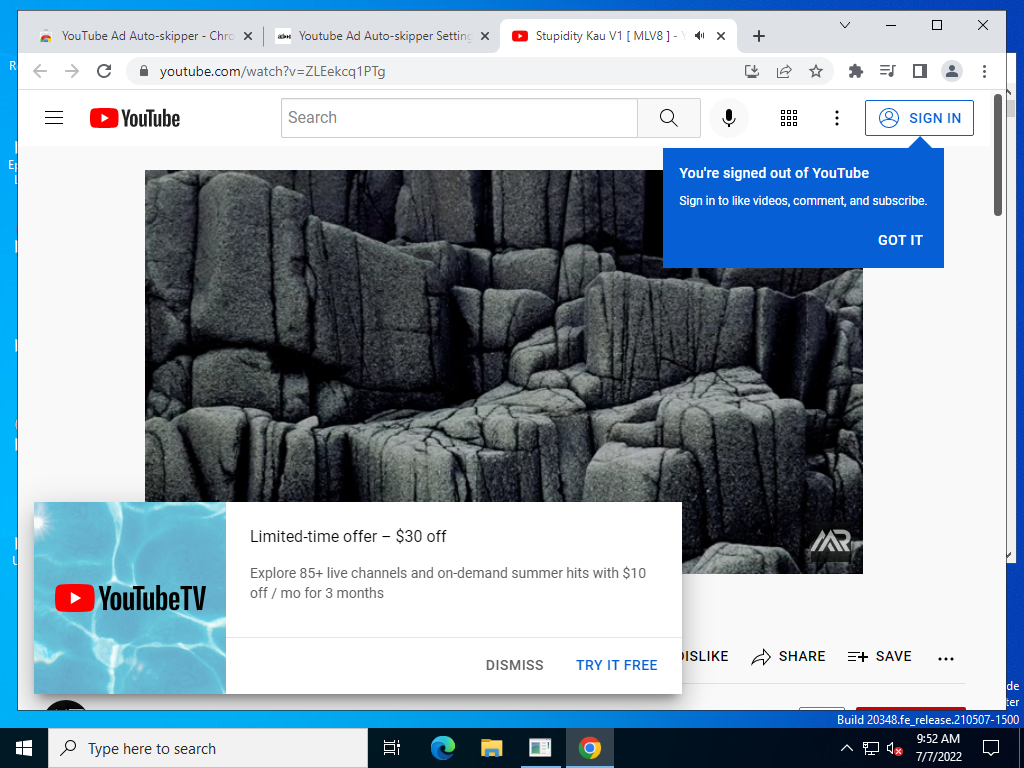 YouTube Ad Auto-skipper - Chro
Youtube Ad Auto-skipper Setting
Stupidity Kau V1 [ MLV8 ] - Y
youtube.com/watch?v=ZLEekcq1PTg
YouTube
Search
SIGN IN
You're signed out of YouTube
Sign in to like videos, comment, and subscribe.
GOT IT
MR
YouTubeTV
Limited-time offer – $30 off
Explore 85+ live channels and on-demand summer hits with $10
off / mo for 3 months
DISMISS
TRY IT FREE
DISLIKE
SHARE
SAVE
Build 20348.fe_release.210507-1500
Type here to search
9:52 AM
7/7/2022